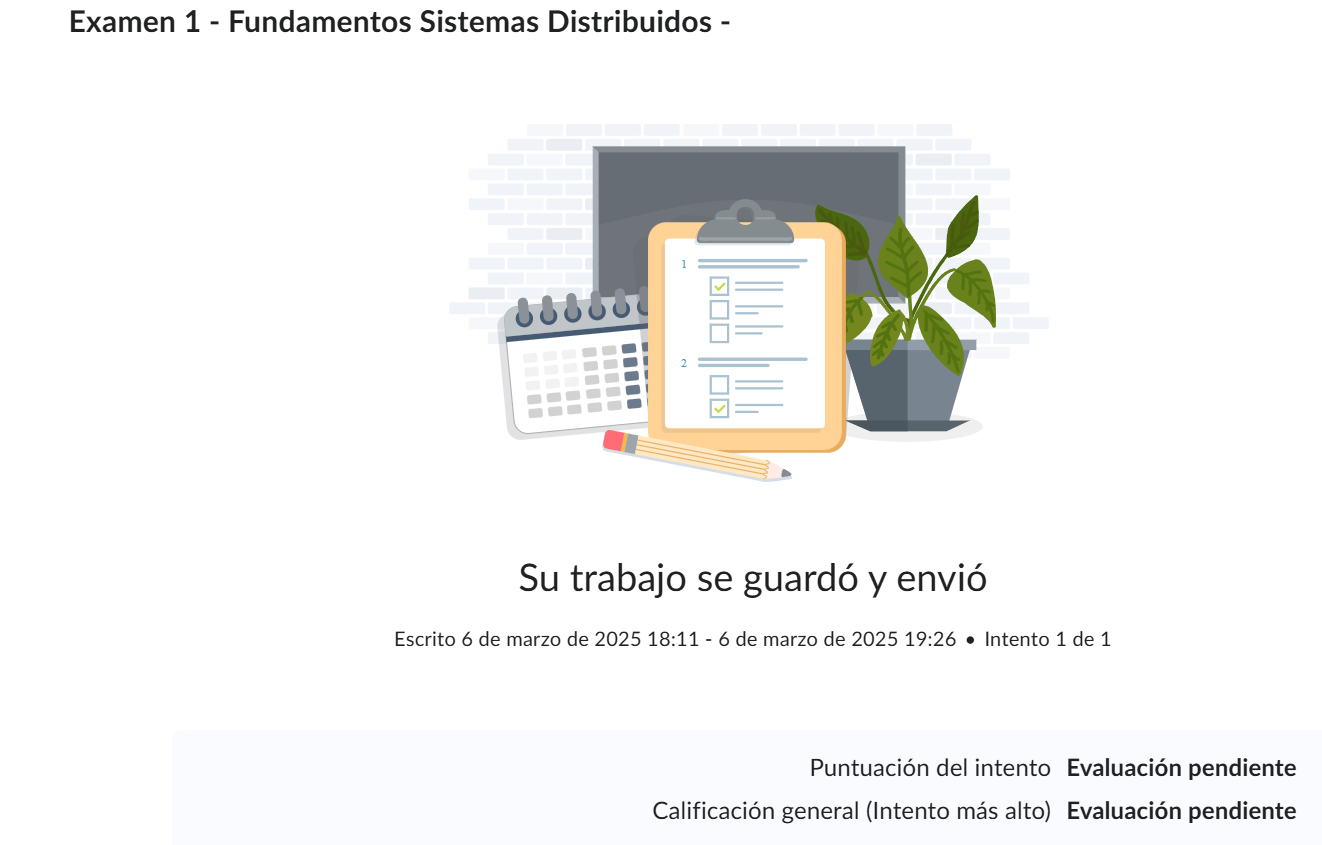 Examen 1 - Fundamentos Sistemas Distribuidos -
1
2
Su trabajo se guardó y envió
Escrito 6 de marzo de 2025 18:11 - 6 de marzo de 2025 19:26 • Intento 1 de 1
Puntuación del intento Evaluación pendiente
Calificación general (Intento más alto) Evaluación pendiente